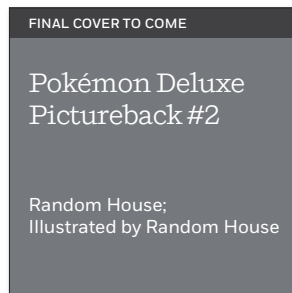 FINAL COVER TO COME
Pokémon Deluxe
Pictureback #2
Random House;
Illustrated by Random House